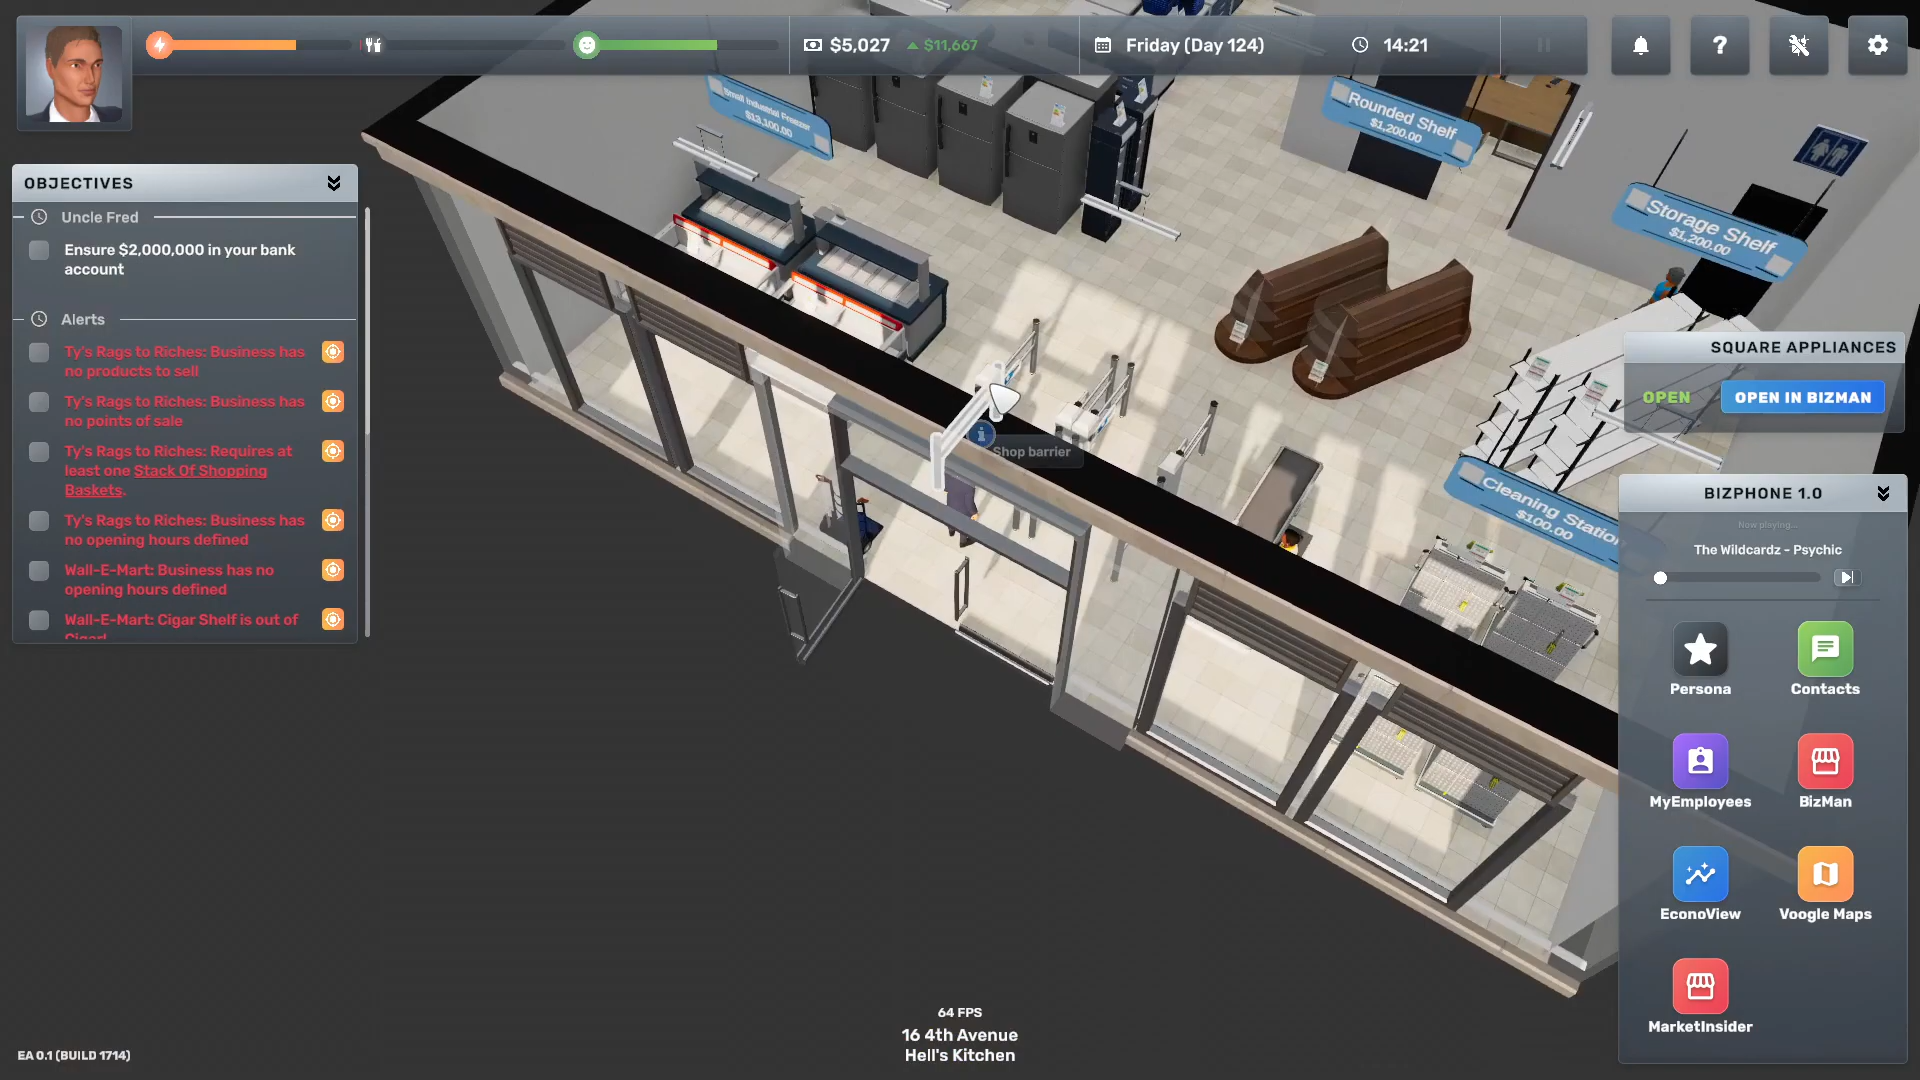 $5,027
$11,667
Friday (Day 124)
14:21
?
OBJECTIVES
Uncle Fred
Ensure $2,000,000 in your bank
account
Alerts
Ty's Rags to Riches: Business has
no products to sell
Ty's Rags to Riches: Business has
no points of sale
Ty's Rags to Riches: Requires at
least one Stack Of Shopping
Baskets.
Ty's Rags to Riches: Business has
no opening hours defined
Wall-E-Mart: Business has no
opening hours defined
Wall-E-Mart: Cigar Shelf is out of
Cigar!
Small Industrial Freezer
$13,100.00
Rounded Shelf
$1,200.00
Storage Shelf
$1,200.00
Cleaning Station
$100.00
Shop barrier
SQUARE APPLIANCES
OPEN
OPEN IN BIZMAN
BIZPHONE 1.0
Now playing...
The Wildcardz - Psychic
Persona
Contacts
MyEmployees
BizMan
EconoView
Voogle Maps
MarketInsider
64 FPS
16 4th Avenue
Hell's Kitchen
EA 0.1 (BUILD 1714)